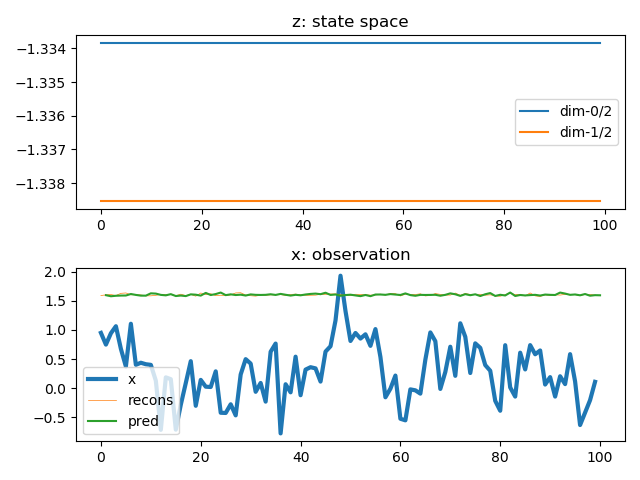 z: state space
−1.334
−1.335
−1.336
−1.337
−1.338
dim-0/2
dim-1/2
0 20 40 60 80 100
x: observation
2.0
1.5
1.0
0.5
0.0
−0.5
x
recons
pred
0 20 40 60 80 100